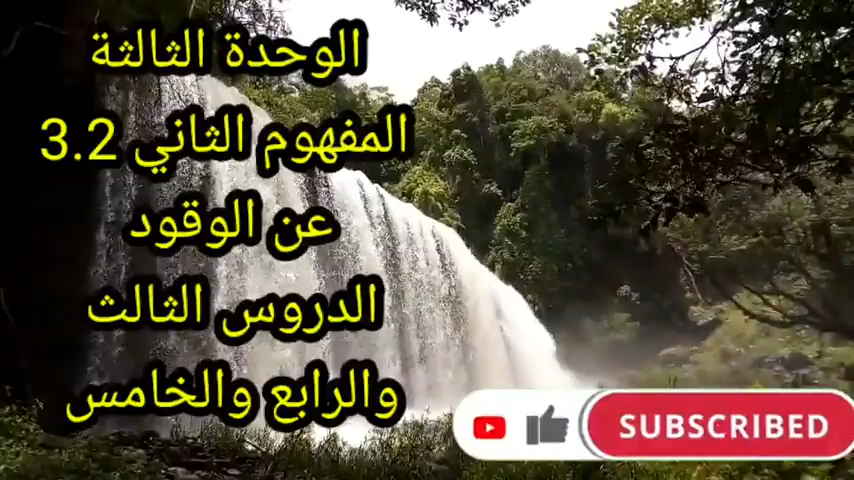 الوحدة الثالثة
المفهوم الثاني 3.2
عن الوقود
الدروس الثالث
والرابع والخامس
SUBSCRIBED